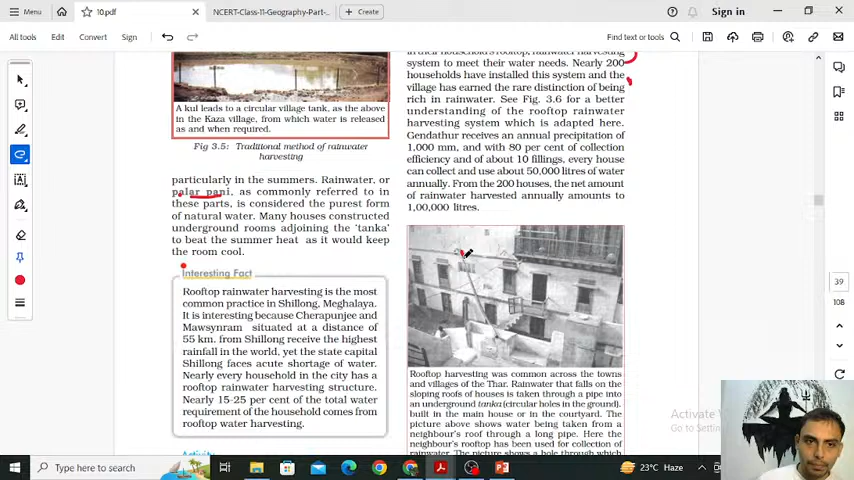 Menu
10.pdf
NCERT-Class-11-Geography-Part-...
Create
Sign in
All tools
Edit
Convert
Sign
Find text or tools
A kul leads to a circular village tank, as the above
in the Kaza village, from which water is released
as and when required.
Fig 3.5: Traditional method of rainwater
harvesting
particularly in the summers. Rainwater, or
palar pani, as commonly referred to in
these parts, is considered the purest form
of natural water. Many houses constructed
underground rooms adjoining the 'tanka'
to beat the summer heat as it would keep
the room cool.
Interesting Fact
Rooftop rainwater harvesting is the most
common practice in Shillong, Meghalaya.
It is interesting because Cherapunjee and
Mawsynram situated at a distance of
55 km. from Shillong receive the highest
rainfall in the world, yet the state capital
Shillong faces acute shortage of water.
Nearly every household in the city has a
rooftop rainwater harvesting structure.
Nearly 15-25 per cent of the total water
requirement of the household comes from
rooftop water harvesting.
Activity
in their household's rooftop, rainwater harvesting
system to meet their water needs. Nearly 200
households have installed this system and the
village has earned the rare distinction of being
rich in rainwater. See Fig. 3.6 for a better
understanding of the rooftop rainwater
harvesting system which is adapted here.
Gendathur receives an annual precipitation of
1,000 mm, and with 80 per cent of collection
efficiency and of about 10 fillings, every house
can collect and use about 50,000 litres of water
annually. From the 200 houses, the net amount
of rainwater harvested annually amounts to
1,00,000 litres.
Rooftop harvesting was common across the towns
and villages of the Thar. Rainwater that falls on the
sloping roofs of houses is taken through a pipe into
an underground tanka (circular holes in the ground),
built in the main house or in the courtyard. The
picture above shows water being taken from a
neighbour's roof through a long pipe. Here the
neighbour's rooftop has been used for collection of
rainwater. The picture shows a hole through which
39
108
Activate
Go to Setting
Type here to search
23°C Haze